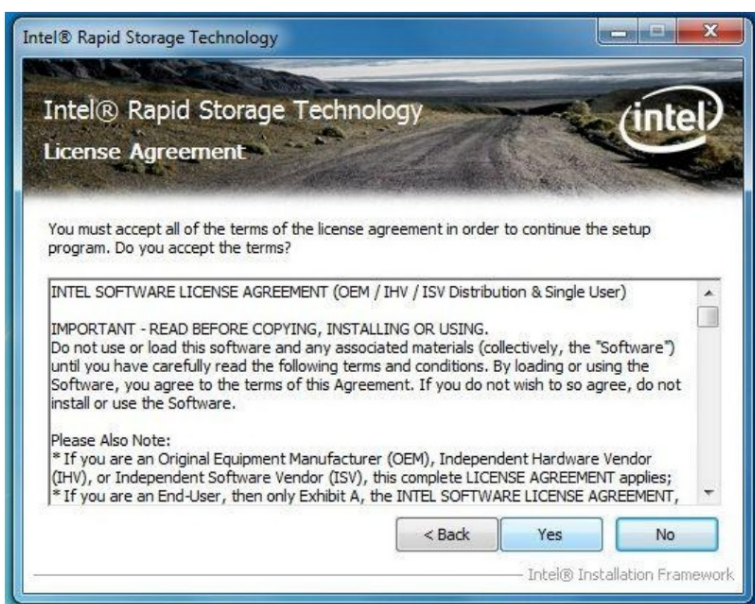 Intel® Rapid Storage Technology
Intel® Rapid Storage Technology
intel
License Agreement
You must accept all of the terms of the license agreement in order to continue the setup
program. Do you accept the terms?
INTEL SOFTWARE LICENSE AGREEMENT (OEM / IHV / ISV Distribution & Single User)
IMPORTANT - READ BEFORE COPYING, INSTALLING OR USING.
Do not use or load this software and any associated materials (collectively, the "Software")
until you have carefully read the following terms and conditions. By loading or using the
Software, you agree to the terms of this Agreement. If you do not wish to so agree, do not
install or use the Software.
Please Also Note:
* If you are an Original Equipment Manufacturer (OEM), Independent Hardware Vendor
(IHV), or Independent Software Vendor (ISV), this complete LICENSE AGREEMENT applies;
* If you are an End-User, then only Exhibit A, the INTEL SOFTWARE LICENSE AGREEMENT,
< Back Yes No
Intel® Installation Framework